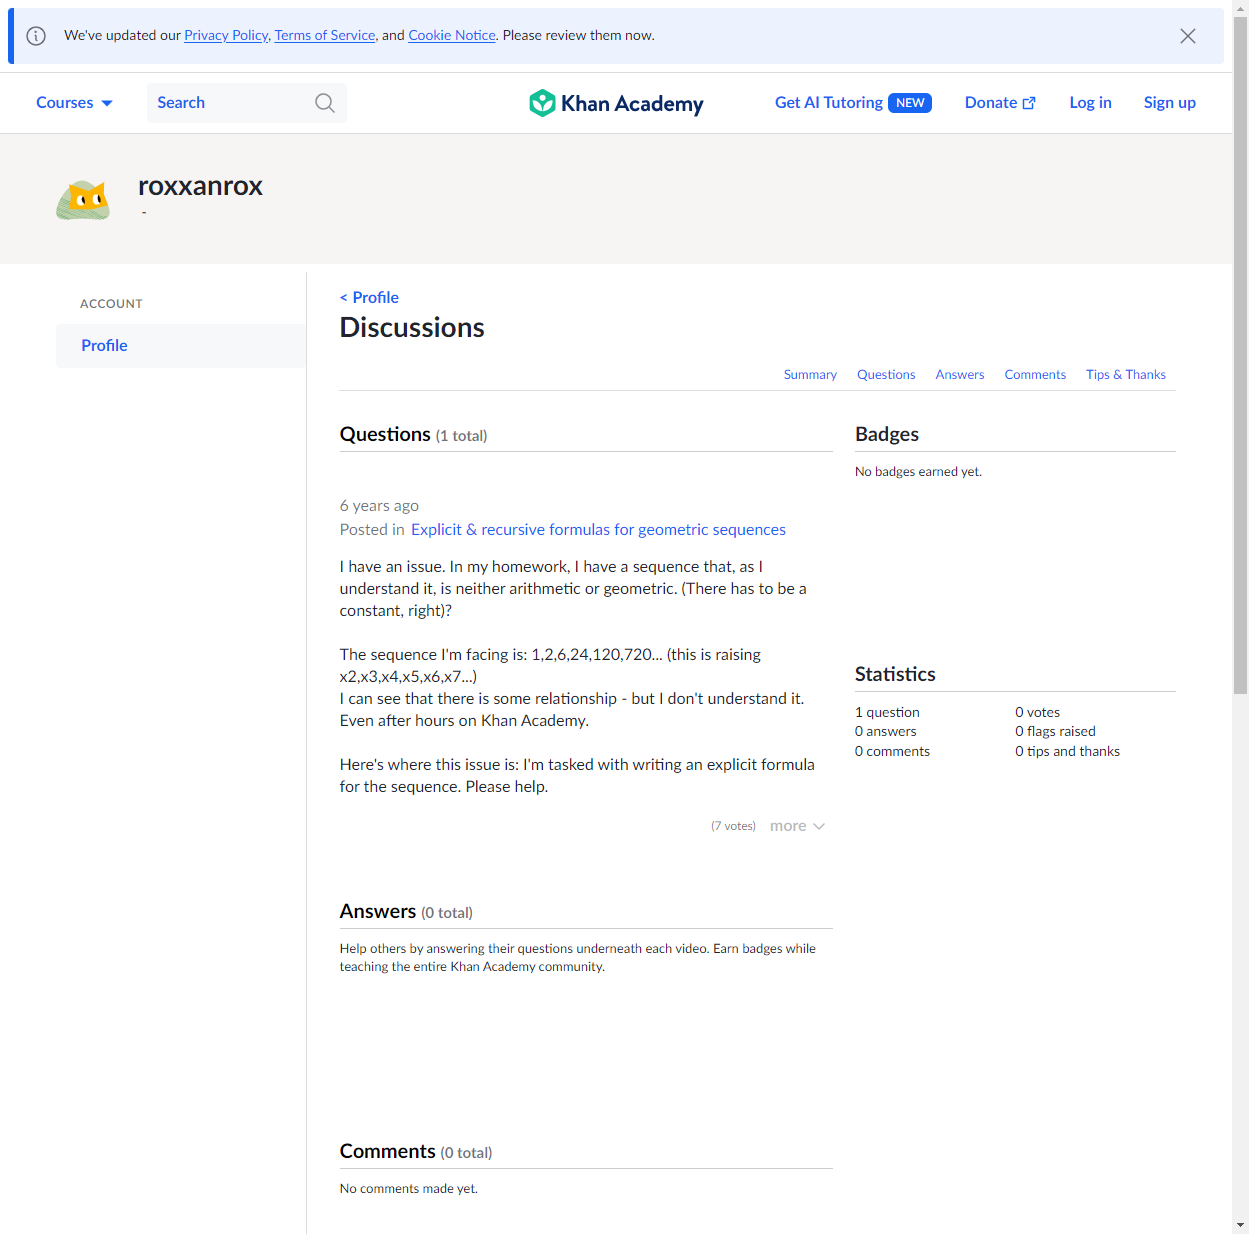 We've updated our Privacy Policy, Terms of Service, and Cookie Notice. Please review them now.
Courses
Search
Khan Academy
Get AI Tutoring NEW
Donate
Log in
Sign up
roxxanrox
-
ACCOUNT
Profile
< Profile
Discussions
Summary
Questions
Answers
Comments
Tips & Thanks
Questions (1 total)
6 years ago
Posted in Explicit & recursive formulas for geometric sequences
I have an issue. In my homework, I have a sequence that, as I
understand it, is neither arithmetic or geometric. (There has to be a
constant, right)?
The sequence I'm facing is: 1,2,6,24,120,720... (this is raising
x2,x3,x4,x5,x6,x7...)
I can see that there is some relationship - but I don't understand it.
Even after hours on Khan Academy.
Here's where this issue is: I'm tasked with writing an explicit formula
for the sequence. Please help.
(7 votes)
more
Answers (0 total)
Help others by answering their questions underneath each video. Earn badges while
teaching the entire Khan Academy community.
Comments (0 total)
No comments made yet.
Badges
No badges earned yet.
Statistics
1 question
0 votes
0 answers
0 flags raised
0 comments
0 tips and thanks